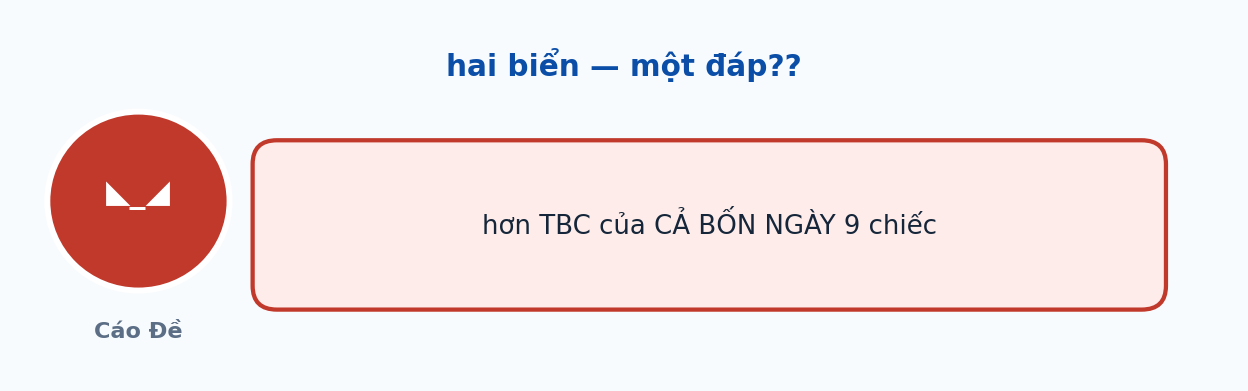 hai biển — một đáp??
hơn TBC của CẢ BỐN NGÀY 9 chiếc
Cáo Đề